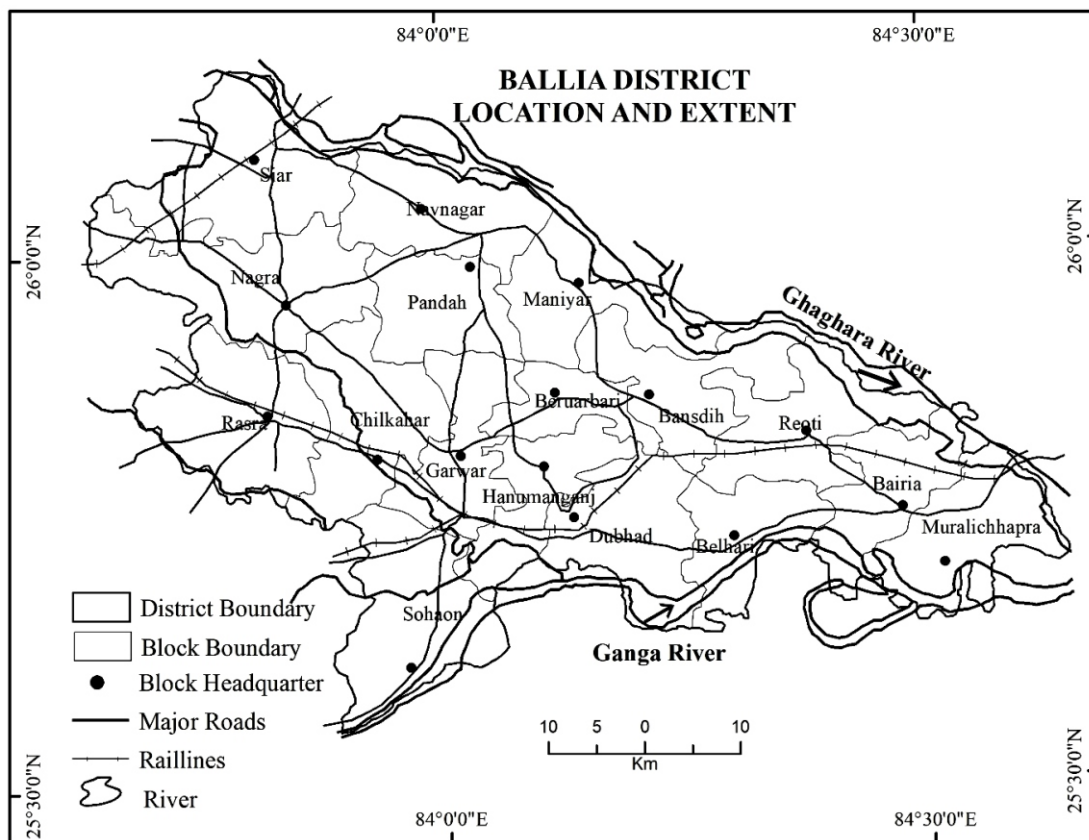 84°0'0"E
84°30'0"E
BALLIA DISTRICT
LOCATION AND EXTENT
Siar
Navnagar
26°0'0"N
26°0'0"N
Nagra
Pandah
Maniyar
Ghaghara River
Beruarbari
Bansdih
Reoti
Rasra
Chilkahar
Garwar
Hanumanganj
Bairia
Dubhad
Belhari
Muralichhapra
Sohaon
Ganga River
District Boundary
Block Boundary
Block Headquarter
Major Roads
Raillines
River
10 5 0 10
Km
25°30'0"N
25°30'0"N
84°0'0"E
84°30'0"E